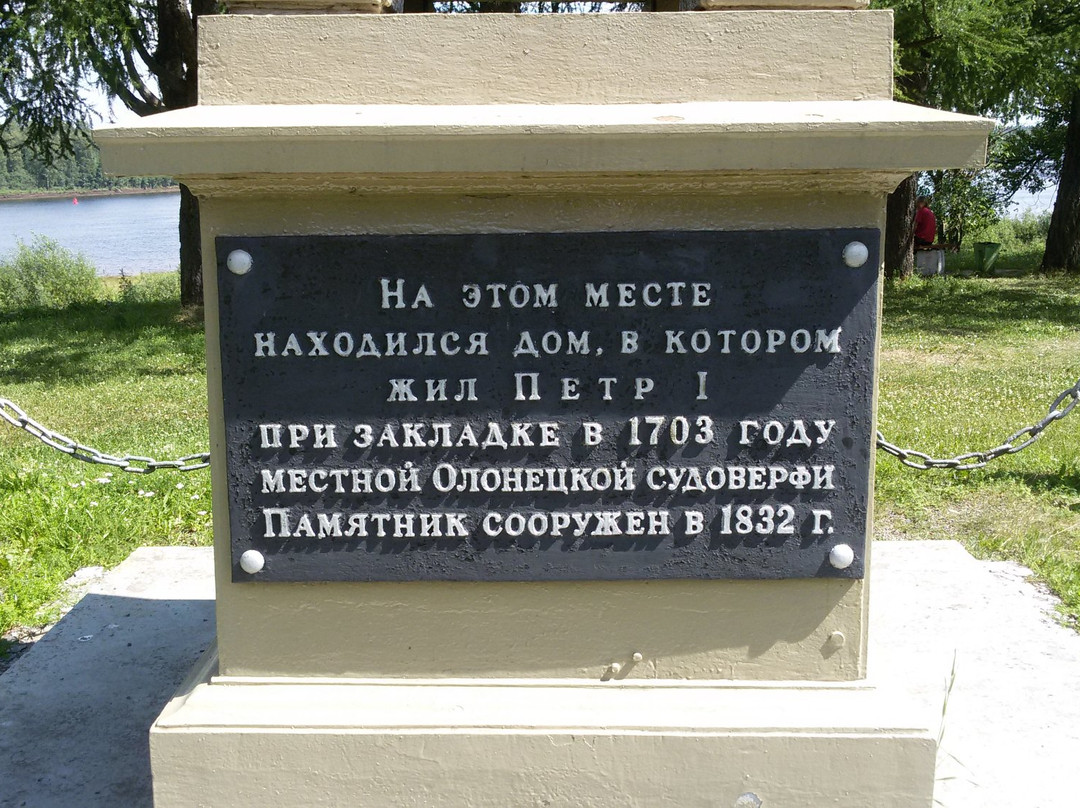 На этом месте
находился дом, в котором
жил Петр I
при закладке в 1703 году
местной Олонецкой судоверфи
Памятник сооружен в 1832 г.